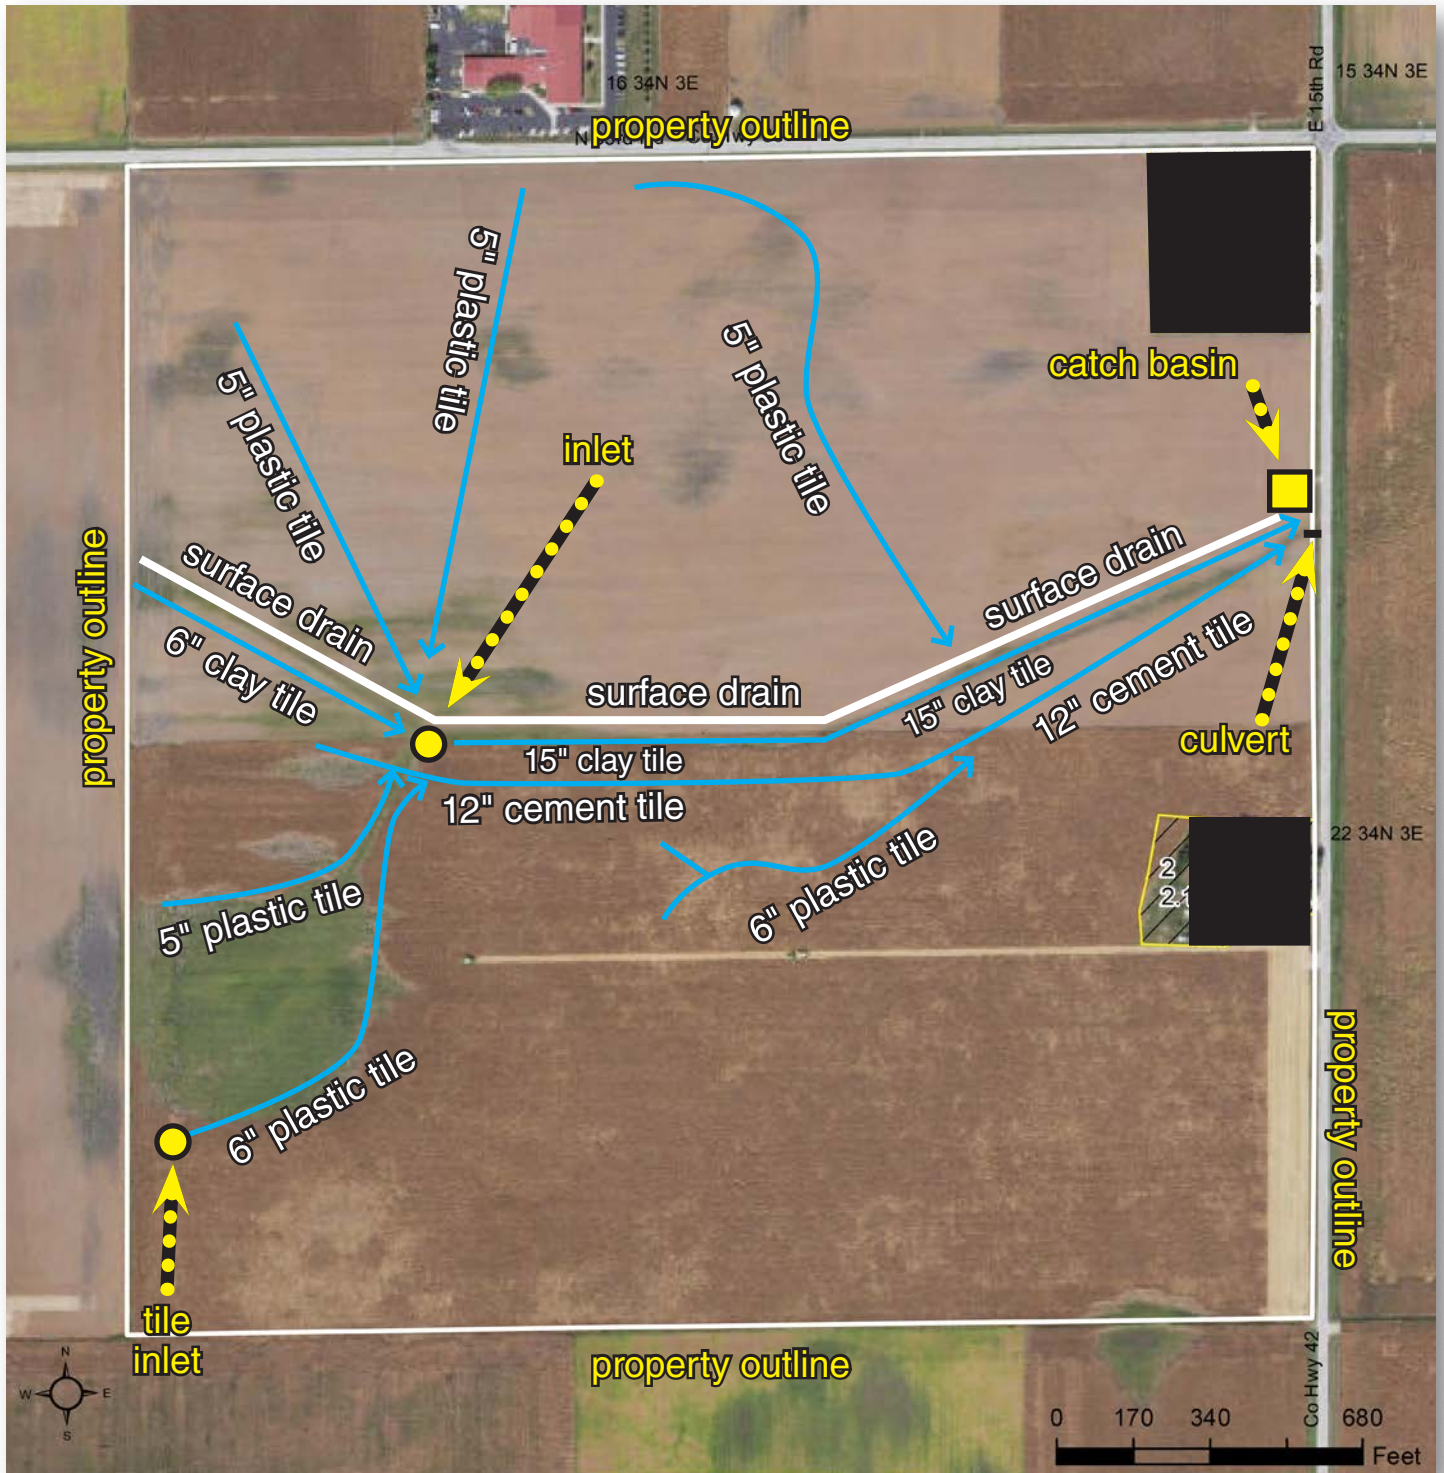 16 34N 3E
E 15th Rd
15 34N 3E
property outline
5" plastic tile
5" plastic tile
5" plastic tile
catch basin
inlet
property outline
surface drain
6" clay tile
surface drain
surface drain
15" clay tile
12" cement tile
culvert
15" clay tile
12" cement tile
22 34N 3E
2
5" plastic tile
6" plastic tile
6" plastic tile
property outline
tile
inlet
property outline
N
W E
S
Co Hwy 42
0 170 340 680
Feet